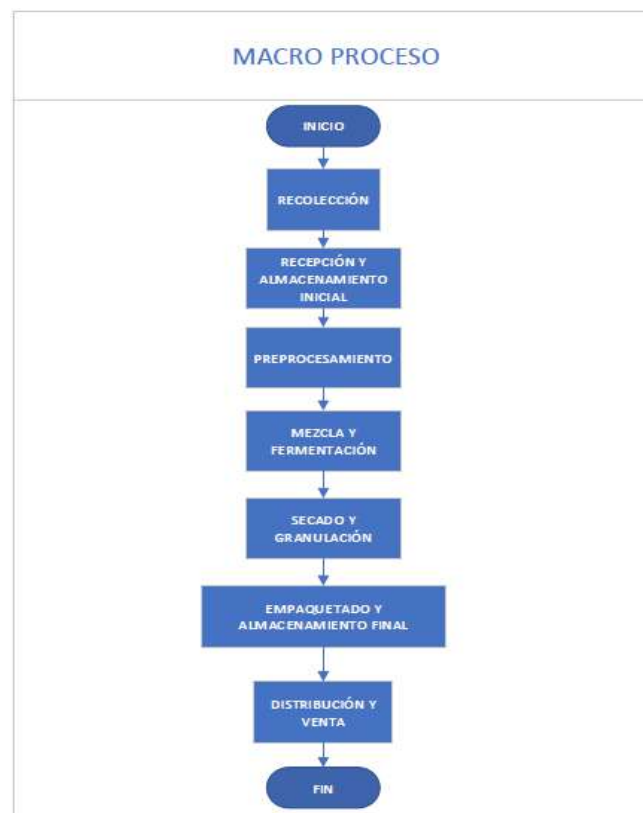 MACRO PROCESO
INICIO
RECOLECCIÓN
RECEPCIÓN Y
ALMACENAMIENTO
INICIAL
PREPROCESAMIENTO
MEZCLA Y
FERMENTACIÓN
SECADO Y
GRANULACIÓN
EMPAQUETADO Y
ALMACENAMIENTO FINAL
DISTRIBUCIÓN Y
VENTA
FIN